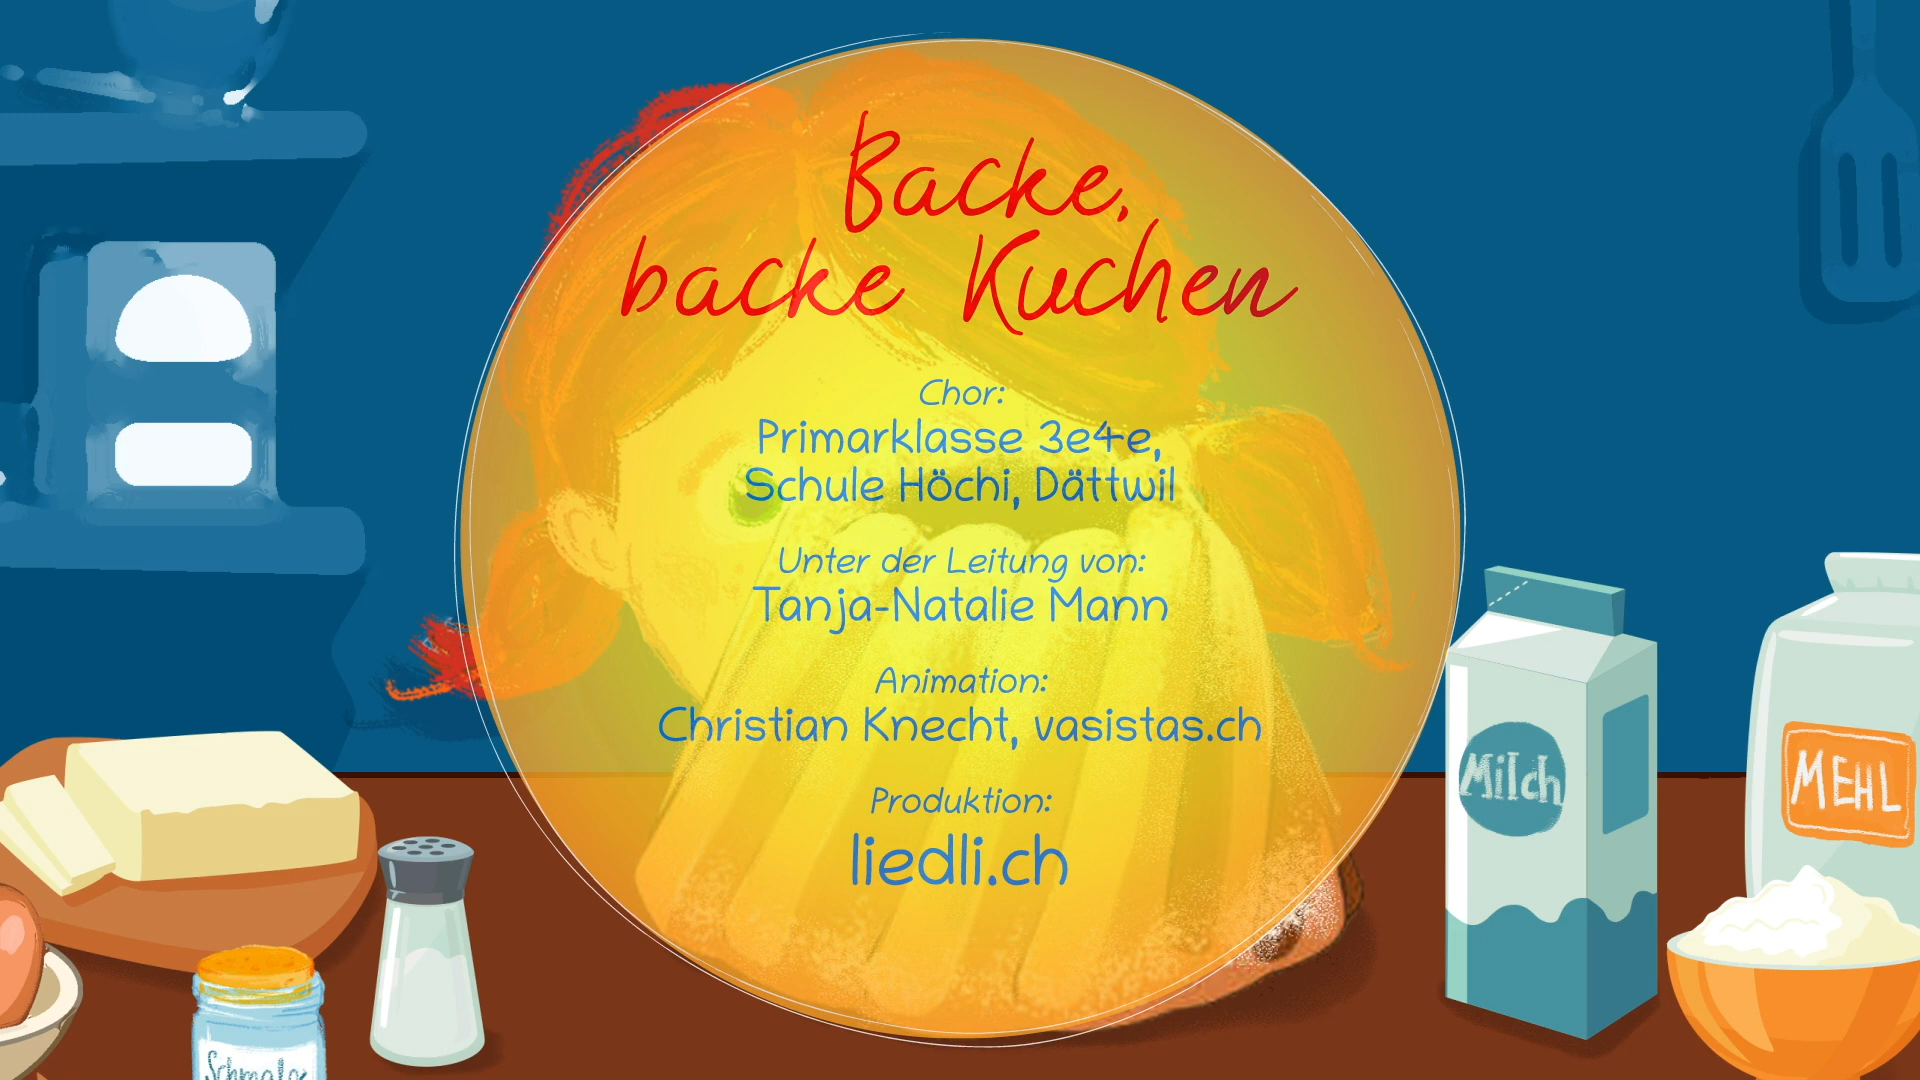 Backe,
backe Kuchen
Chor:
Primarklasse 3e4e,
Schule Höchi, Dättwil
Unter der Leitung von:
Tanja-Natalie Mann
Animation:
Christian Knecht, vasistas.ch
Produktion:
liedli.ch
Milch
MEHL
Schmalz